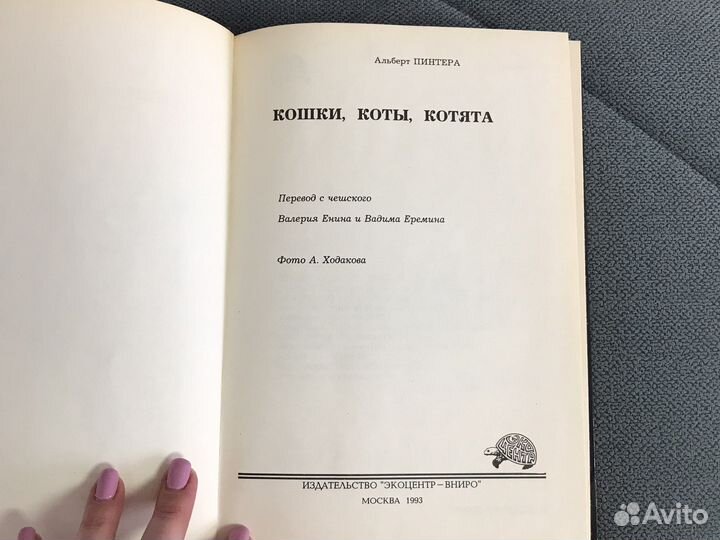 Альберт ПИНТЕРА
КОШКИ, КОТЫ, КОТЯТА
Перевод с чешского
Валерия Енина и Вадима Еремина
Фото А. Ходакова
ИЗДАТЕЛЬСТВО "ЭКОЦЕНТР—ВНИРО"
МОСКВА 1993
Avito